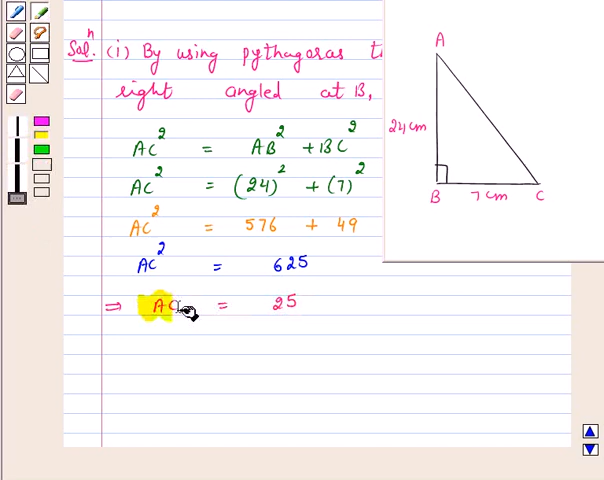 Solⁿ. (i) By using pythagoras
right angled at B,
AC² = AB² + BC²
AC² = (24)² + (7)²
AC² = 576 + 49
AC² = 625
⇒ AC = 25
A
24cm
B 7cm C